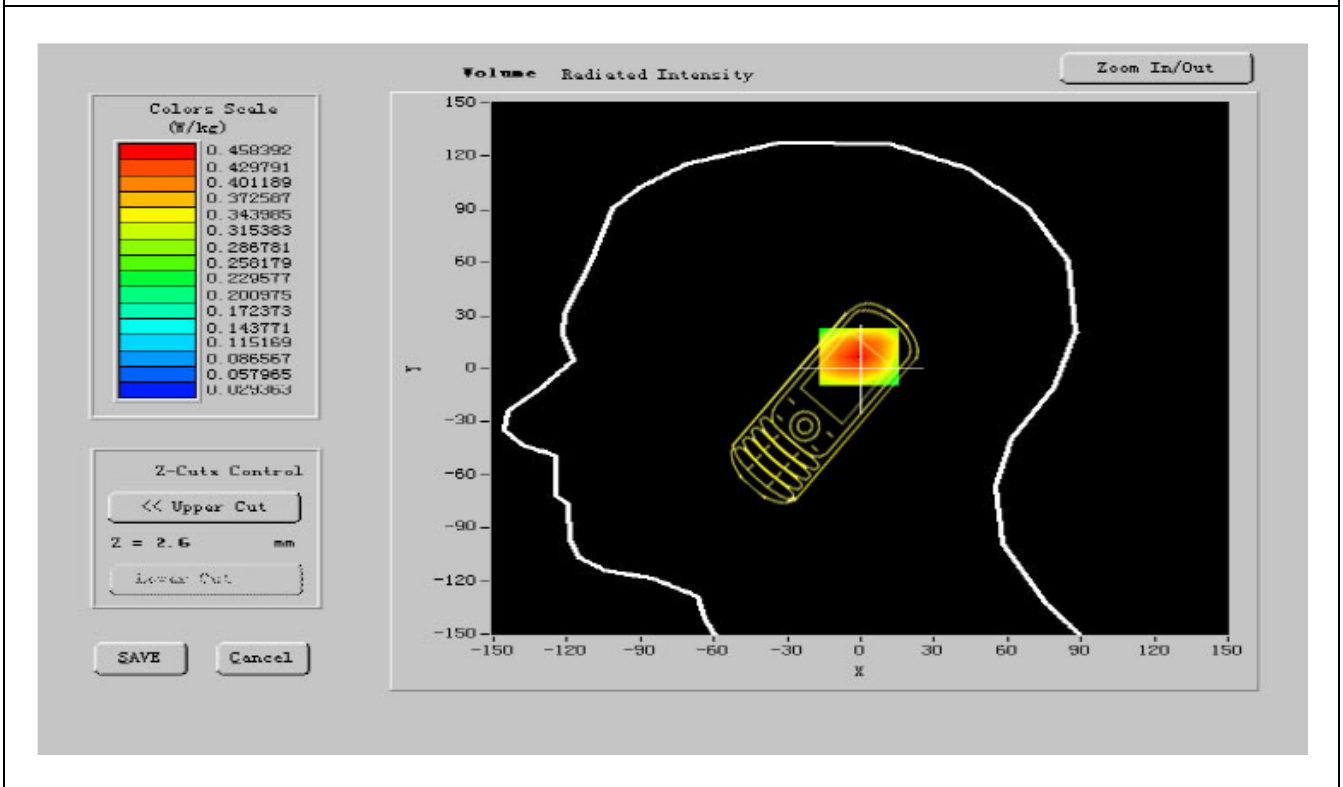 Volume Radiated Intensity
Zoom In/Out
Colors Scale
(W/kg)
0.458392
0.429791
0.401189
0.372587
0.343985
0.315383
0.286781
0.258179
0.229577
0.200975
0.172373
0.143771
0.115169
0.086567
0.057965
0.029363
Z-Cuts Control
<< Upper Cut
Z = 2.6 mm
Lower Cut
SAVE Cancel
150
120
90
60
30
0
-30
-60
-90
-120
-150
Y
-150 -120 -90 -60 -30 0 30 60 90 120 150
X